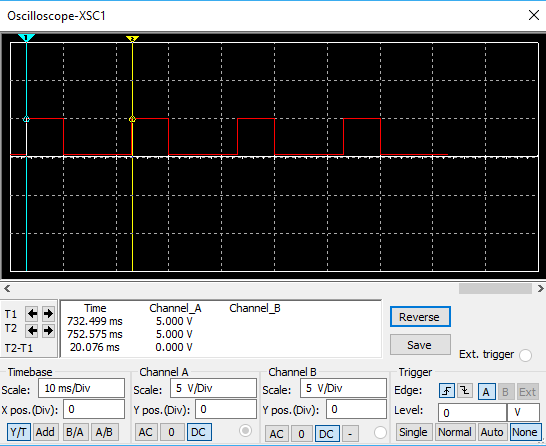 Oscilloscope-XSC1
1
2
T1
T2
T2-T1
Time Channel_A Channel_B
732.499 ms 5.000 V
752.575 ms 5.000 V
20.076 ms 0.000 V
Reverse
Save
Ext. trigger
Timebase
Scale: 10 ms/Div
X pos.(Div): 0
Y/T Add B/A A/B
Channel A
Scale: 5 V/Div
Y pos.(Div): 0
AC 0 DC
Channel B
Scale: 5 V/Div
Y pos.(Div): 0
AC 0 DC -
Trigger
Edge: A B Ext
Level: 0 V
Single Normal Auto None